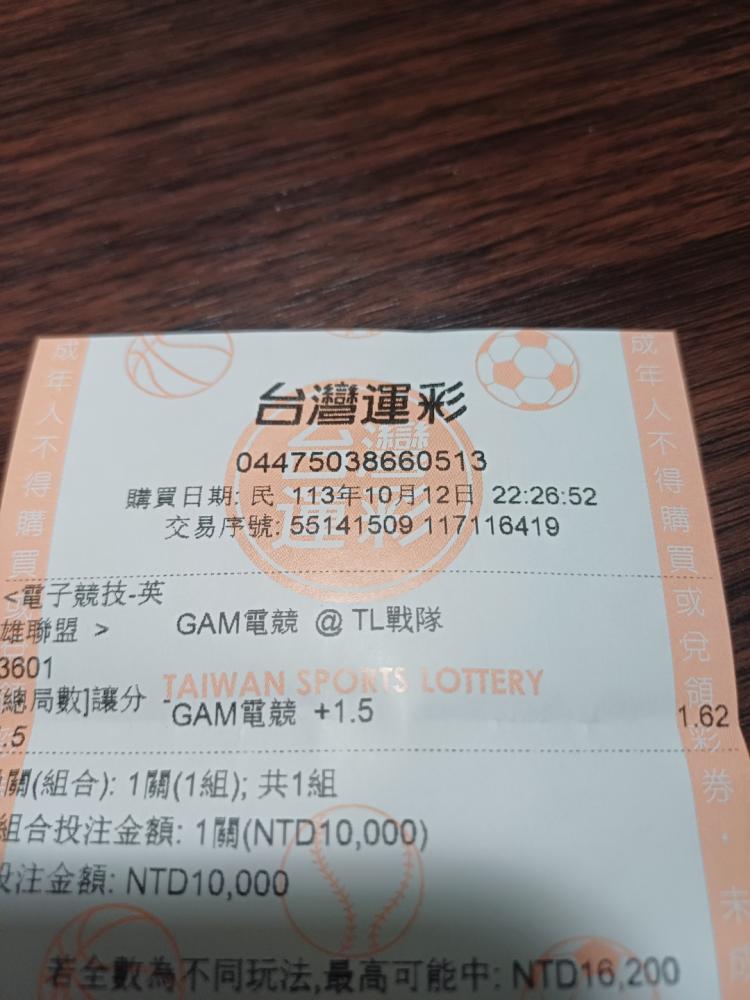 台灣運彩
04475038660513
購買日期: 民 113年10月12日 22:26:52
交易序號: 55141509 117116419
<電子競技-英
雄聯盟 >
GAM電競 @ TL戰隊
3601
TAIWAN SPORTS LOTTERY
總局數]讓分 -
GAM電競 +1.5
1.62
.5
關(組合): 1關(1組); 共1組
組合投注金額: 1關(NTD10,000)
投注金額: NTD10,000
若全數為不同玩法,最高可能中: NTD16,200
成年人不得購買
成年人不得購買或兌領彩券・未成